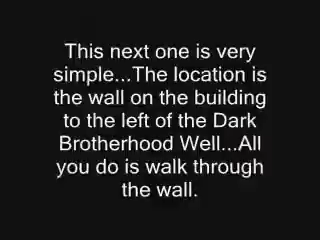 This next one is very
simple...The location is
the wall on the building
to the left of the Dark
Brotherhood Well...All
you do is walk through
the wall.